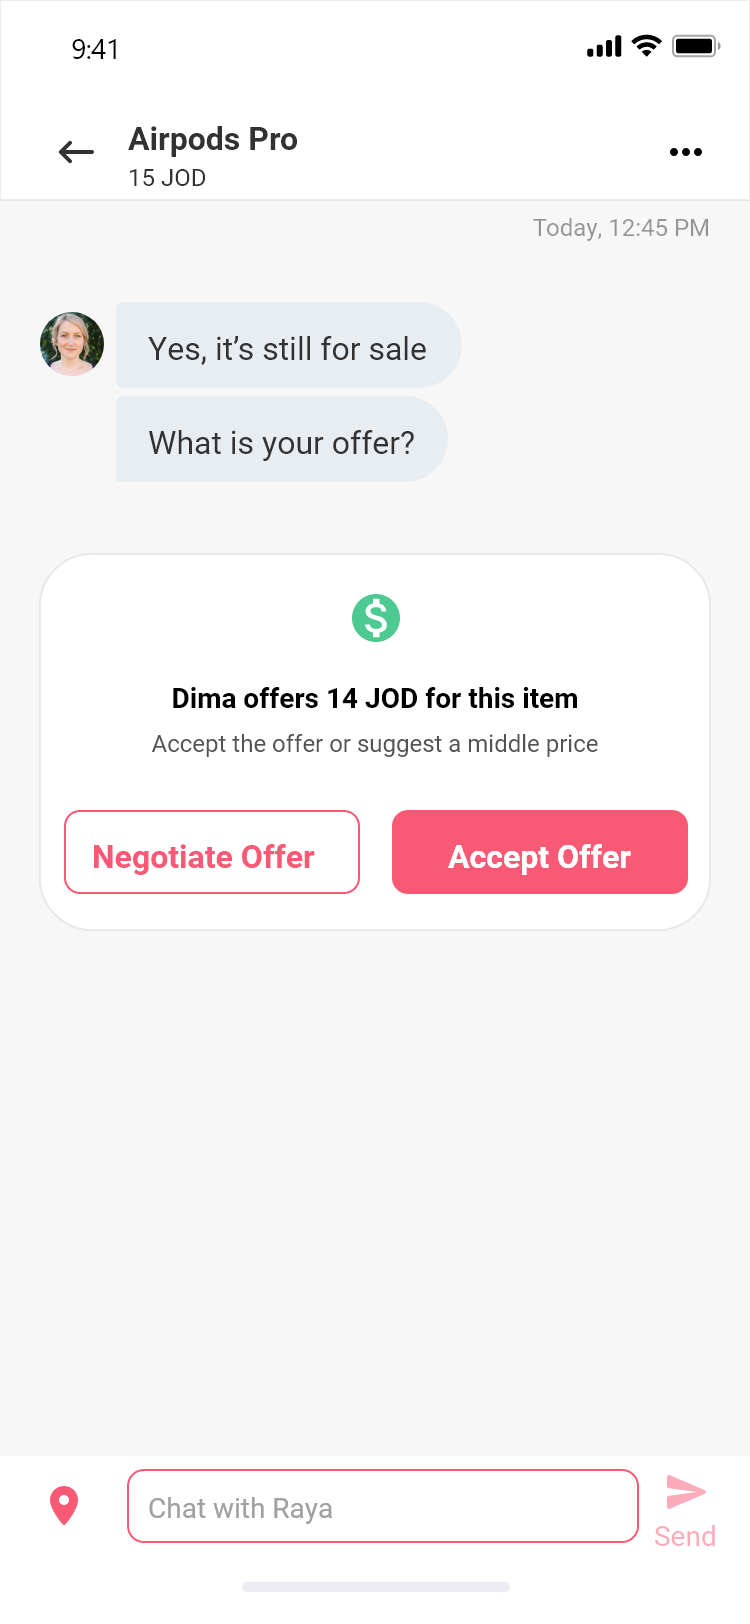 9:41
Airpods Pro
15 JOD
Today, 12:45 PM
Yes, it’s still for sale
What is your offer?
$
Dima offers 14 JOD for this item
Accept the offer or suggest a middle price
Negotiate Offer
Accept Offer
Chat with Raya
Send